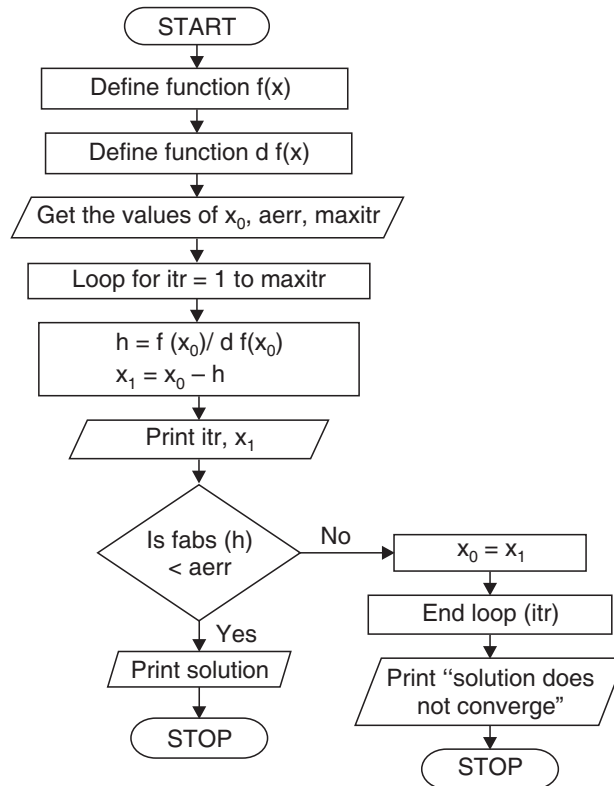 START
Define function f(x)
Define function d f(x)
Get the values of x₀, aerr, maxitr
Loop for itr = 1 to maxitr
h = f (x₀)/ d f(x₀)
x₁ = x₀ – h
Print itr, x₁
Is fabs (h)
< aerr
No
x₀ = x₁
End loop (itr)
Print “solution does
not converge”
STOP
Yes
Print solution
STOP